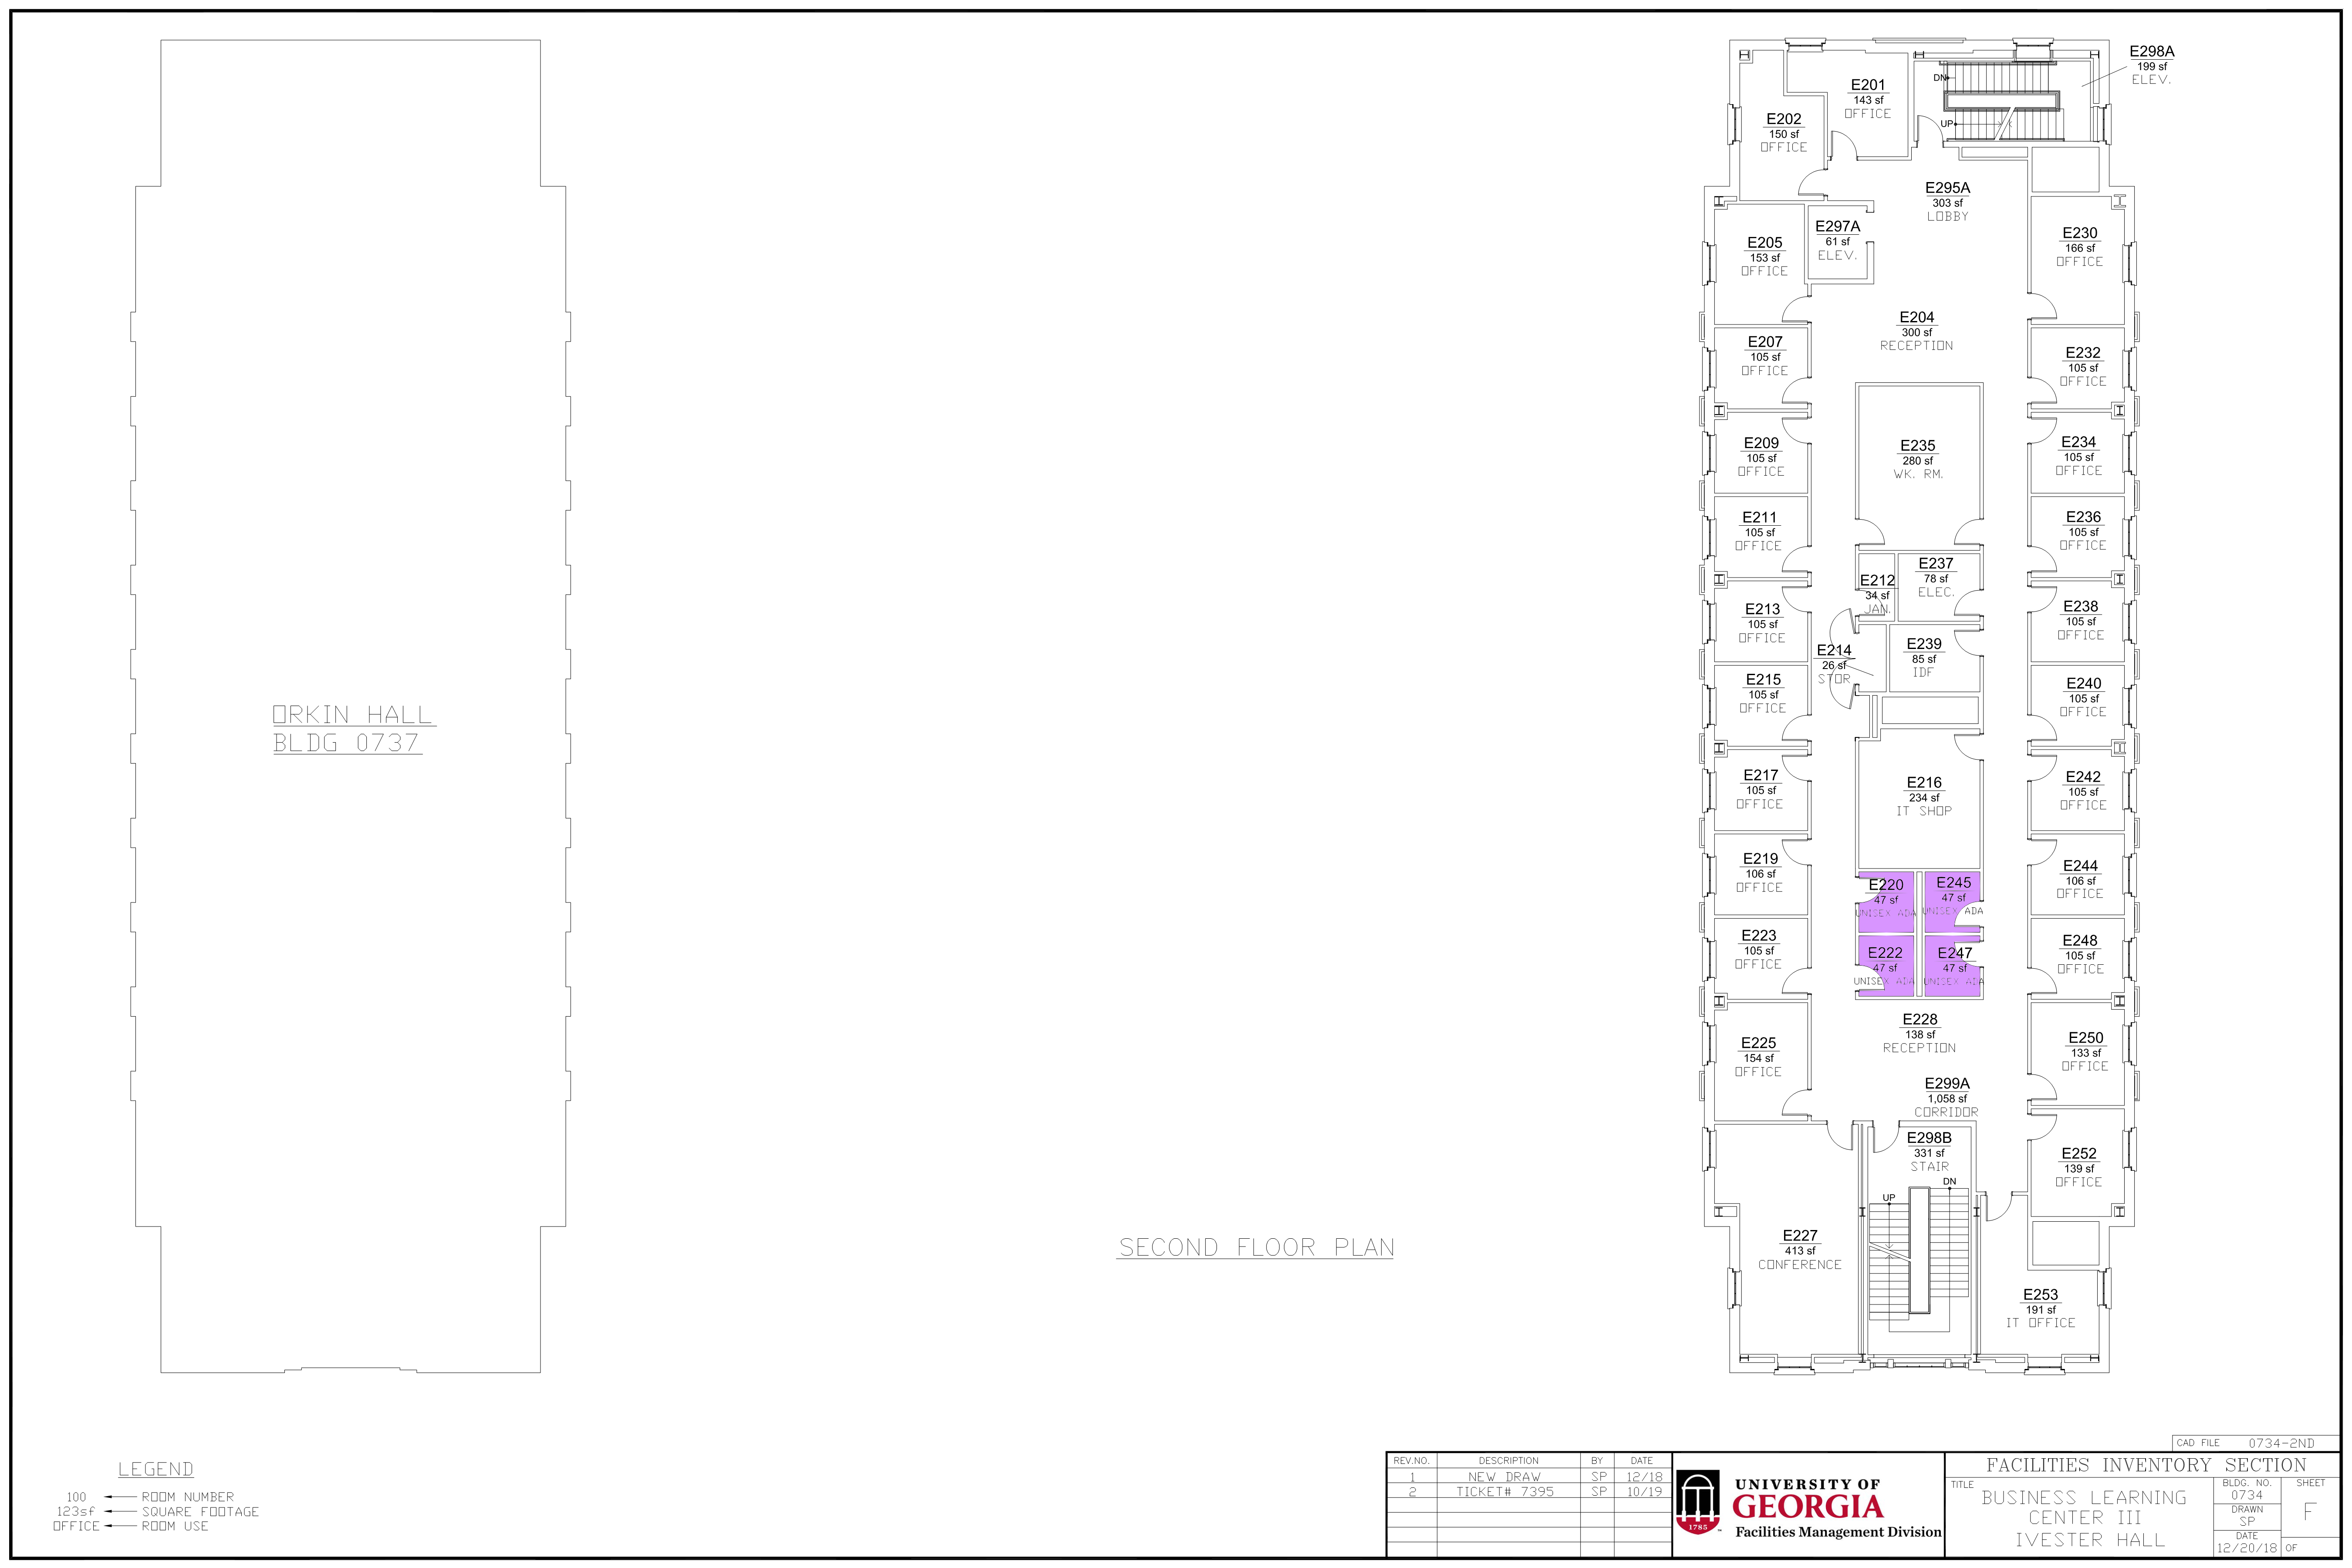 E298A
199 sf
ELEV.
DN
UP
E201
143 sf
OFFICE
E202
150 sf
OFFICE
E295A
303 sf
LOBBY
E297A
61 sf
ELEV.
E205
153 sf
OFFICE
E230
166 sf
OFFICE
E204
300 sf
RECEPTION
E207
105 sf
OFFICE
E232
105 sf
OFFICE
E209
105 sf
OFFICE
E235
280 sf
WK. RM.
E234
105 sf
OFFICE
E211
105 sf
OFFICE
E236
105 sf
OFFICE
E212
34 sf
JAN.
E237
78 sf
ELEC.
E213
105 sf
OFFICE
E238
105 sf
OFFICE
E214
26 sf
STOR
E239
85 sf
IDF
E215
105 sf
OFFICE
E240
105 sf
OFFICE
ORKIN HALL
BLDG 0737
E217
105 sf
OFFICE
E216
234 sf
IT SHOP
E242
105 sf
OFFICE
E219
106 sf
OFFICE
E220
47 sf
UNISEX ADA
E245
47 sf
UNISEX ADA
E244
106 sf
OFFICE
E223
105 sf
OFFICE
E222
47 sf
UNISEX ADA
E247
47 sf
UNISEX ADA
E248
105 sf
OFFICE
E225
154 sf
OFFICE
E228
138 sf
RECEPTION
E250
133 sf
OFFICE
E299A
1,058 sf
CORRIDOR
E298B
331 sf
STAIR
UP
DN
E252
139 sf
OFFICE
E227
413 sf
CONFERENCE
E253
191 sf
IT OFFICE
SECOND FLOOR PLAN
LEGEND
100 ROOM NUMBER
123sf SQUARE FOOTAGE
OFFICE ROOM USE
REV.NO. DESCRIPTION BY DATE
1 NEW DRAW SP 12/18
2 TICKET# 7395 SP 10/19
1785
UNIVERSITY OF
GEORGIA
Facilities Management Division
CAD FILE 0734-2ND
FACILITIES INVENTORY SECTION
TITLE
BUSINESS LEARNING
CENTER III
IVESTER HALL
BLDG. NO.
0734
DRAWN
SP
DATE
12/20/18
SHEET
F
OF